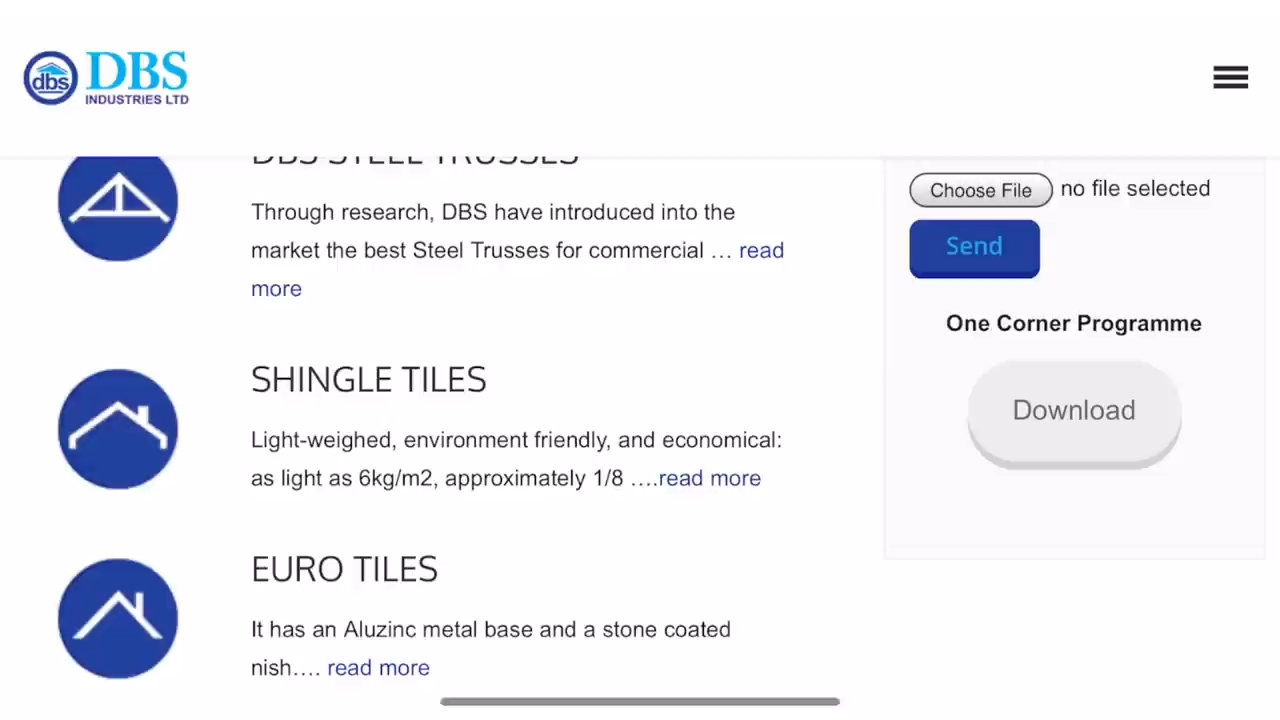 dbs DBS
INDUSTRIES LTD
DBS STEEL TRUSSES
Through research, DBS have introduced into the
market the best Steel Trusses for commercial … read
more
SHINGLE TILES
Light-weighed, environment friendly, and economical:
as light as 6kg/m2, approximately 1/8 ….read more
EURO TILES
It has an Aluzinc metal base and a stone coated
nish…. read more
Choose File no file selected
Send
One Corner Programme
Download